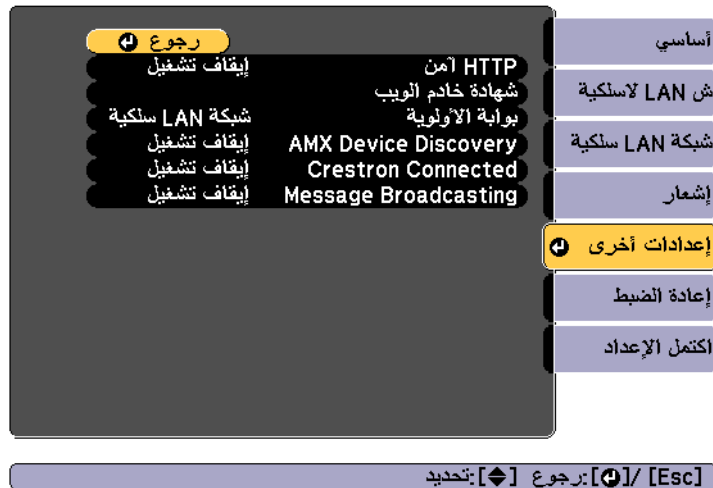 رجوع
HTTP آمن إيقاف تشغيل
شهادة خادم الويب
بوابة الأولوية شبكة LAN سلكية
AMX Device Discovery إيقاف تشغيل
Crestron Connected إيقاف تشغيل
Message Broadcasting إيقاف تشغيل
أساسي
ش LAN لاسلكية
شبكة LAN سلكية
إشعار
إعدادات أخرى
إعادة الضبط
اكتمل الإعداد
[Esc] /[]:رجوع []:تحديد